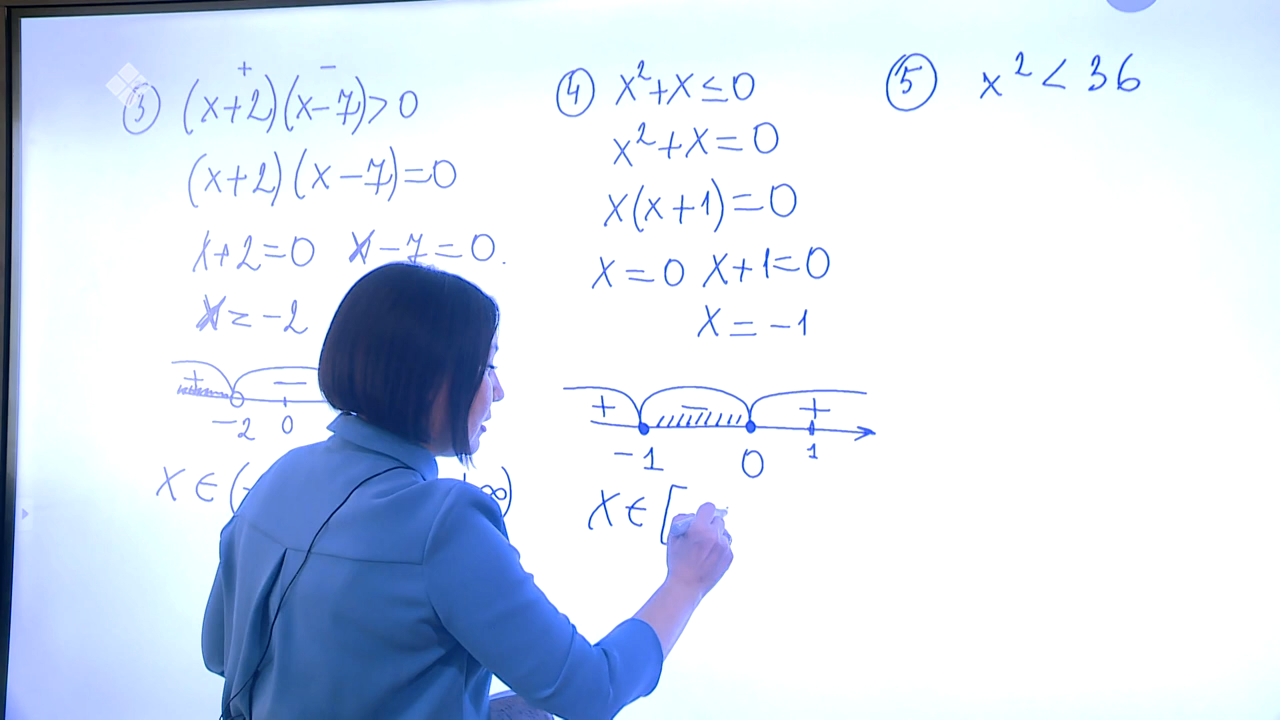 ③ (x+2)(x-7)>0
+ -
(x+2)(x-7)=0
x+2=0 x-7=0.
x=-2
+ -
-2 0
x∈(
+∞)
④ x²+x≤0
x²+x=0
x(x+1)=0
x=0 x+1=0
x=-1
+ - +
-1 0 1
x∈[
⑤ x²<36